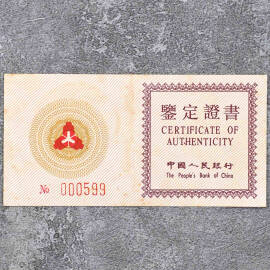 No 000599
鑒定證書
CERTIFICATE OF
AUTHENTICITY
中國人民銀行
The People's Bank of China